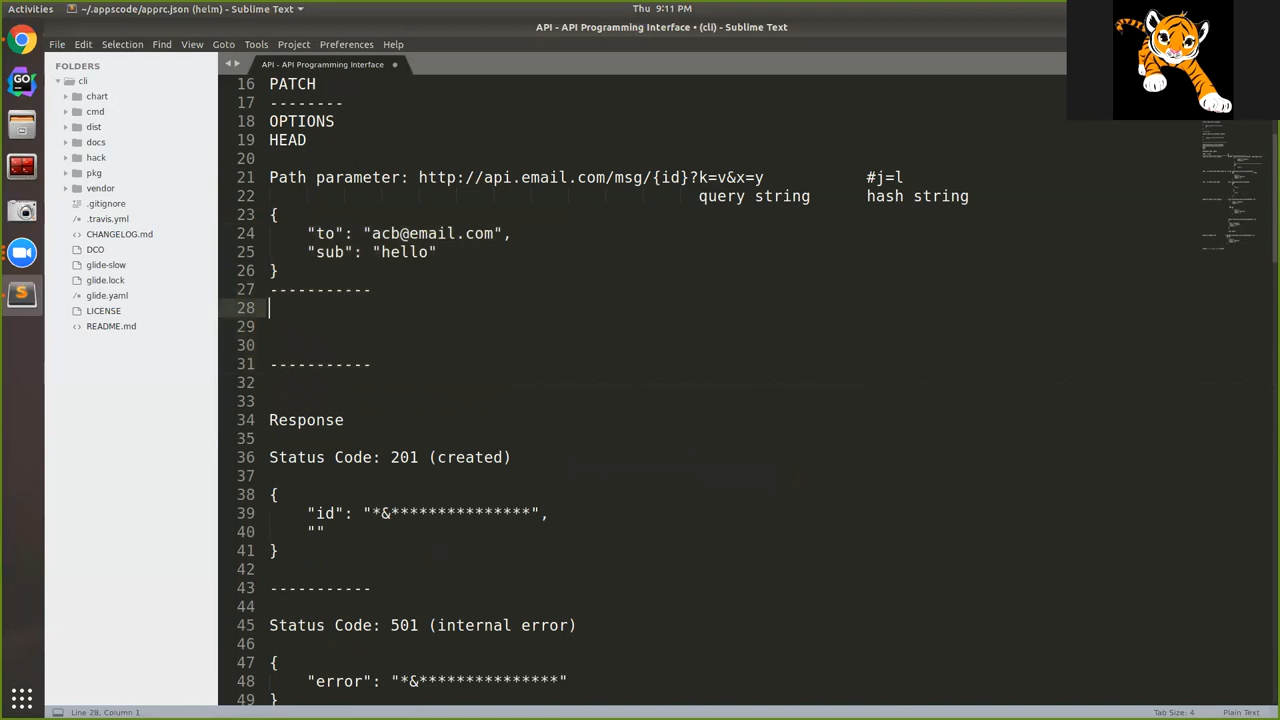 Activities
~/.appscode/apprc.json (helm) - Sublime Text
Thu 9:11 PM
API - API Programming Interface • (cli) - Sublime Text
File Edit Selection Find View Goto Tools Project Preferences Help
FOLDERS
cli
chart
cmd
dist
docs
hack
pkg
vendor
.gitignore
.travis.yml
CHANGELOG.md
DCO
glide-slow
glide.lock
glide.yaml
LICENSE
README.md
API - API Programming Interface
16 PATCH
17 --------
18 OPTIONS
19 HEAD
20
21 Path parameter: http://api.email.com/msg/{id}?k=v&x=y #j=l
22 query string hash string
23 {
24 "to": "acb@email.com",
25 "sub": "hello"
26 }
27 -----------
28
29
30
31 -----------
32
33
34 Response
35
36 Status Code: 201 (created)
37
38 {
39 "id": "*&***************",
40 ""
41 }
42
43 -----------
44
45 Status Code: 501 (internal error)
46
47 {
48 "error": "*&***************"
49 }
GO
S
Line 28, Column 1
Tab Size: 4
Plain Text